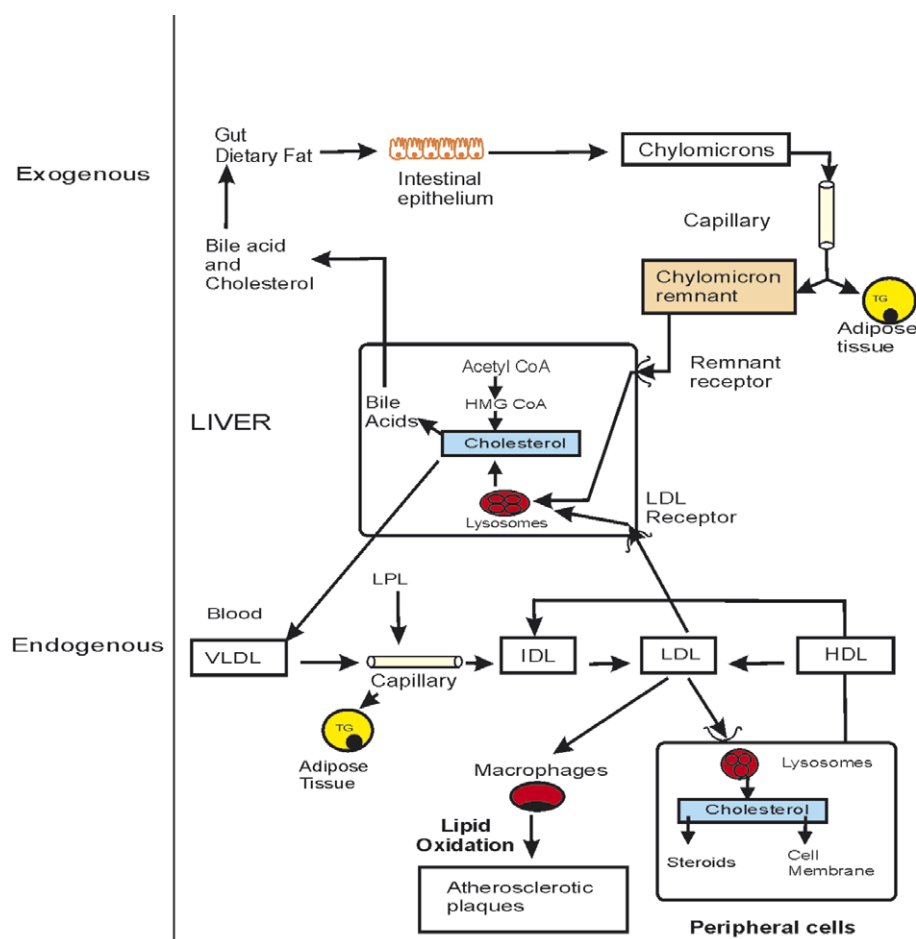 Exogenous
Gut
Dietary Fat
Intestinal
epithelium
Chylomicrons
Capillary
Bile acid
and
Cholesterol
Chylomicron
remnant
TG
Adipose
tissue
Remnant
receptor
LIVER
Acetyl CoA
HMG CoA
Bile
Acids
Cholesterol
Lysosomes
LDL
Receptor
Endogenous
Blood
LPL
VLDL
Capillary
IDL
LDL
HDL
TG
Adipose
Tissue
Macrophages
Lipid
Oxidation
Atherosclerotic
plaques
Lysosomes
Cholesterol
Steroids
Cell
Membrane
Peripheral cells